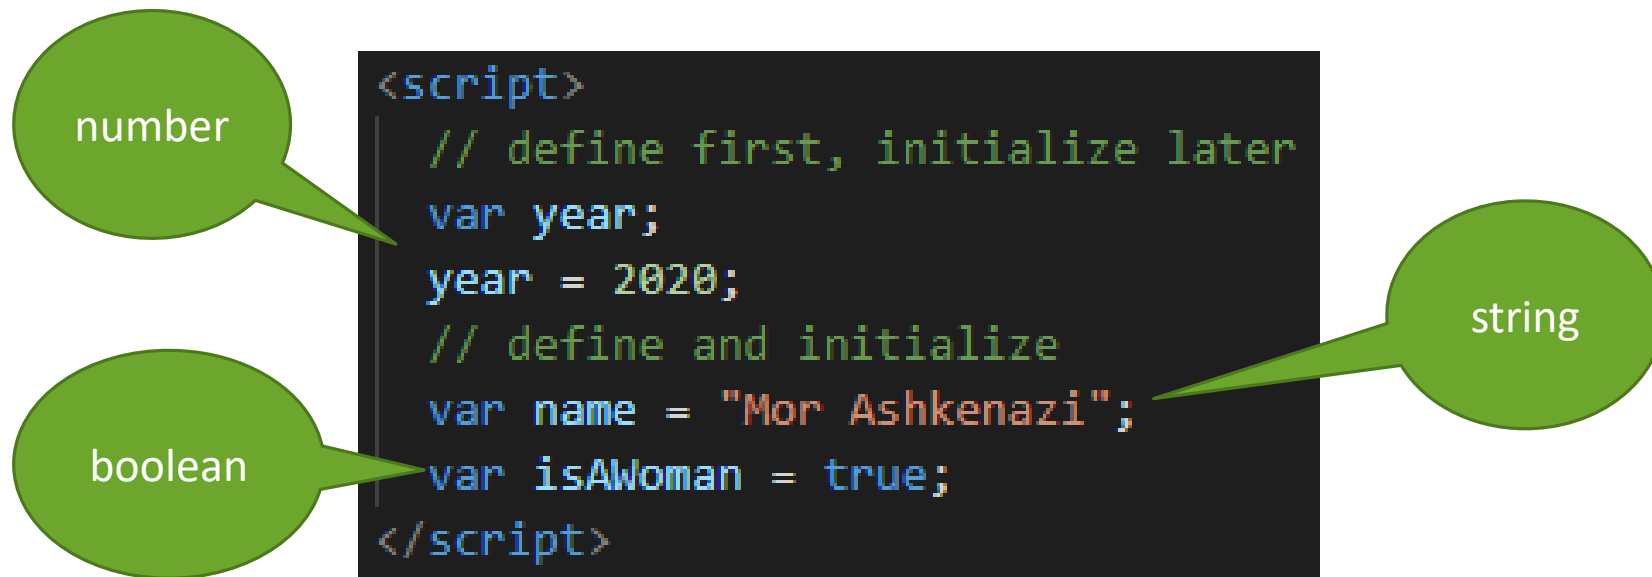 number
<script>
// define first, initialize later
var year;
year = 2020;
// define and initialize
var name = "Mor Ashkenazi";
var isAWoman = true;
</script>
string
boolean